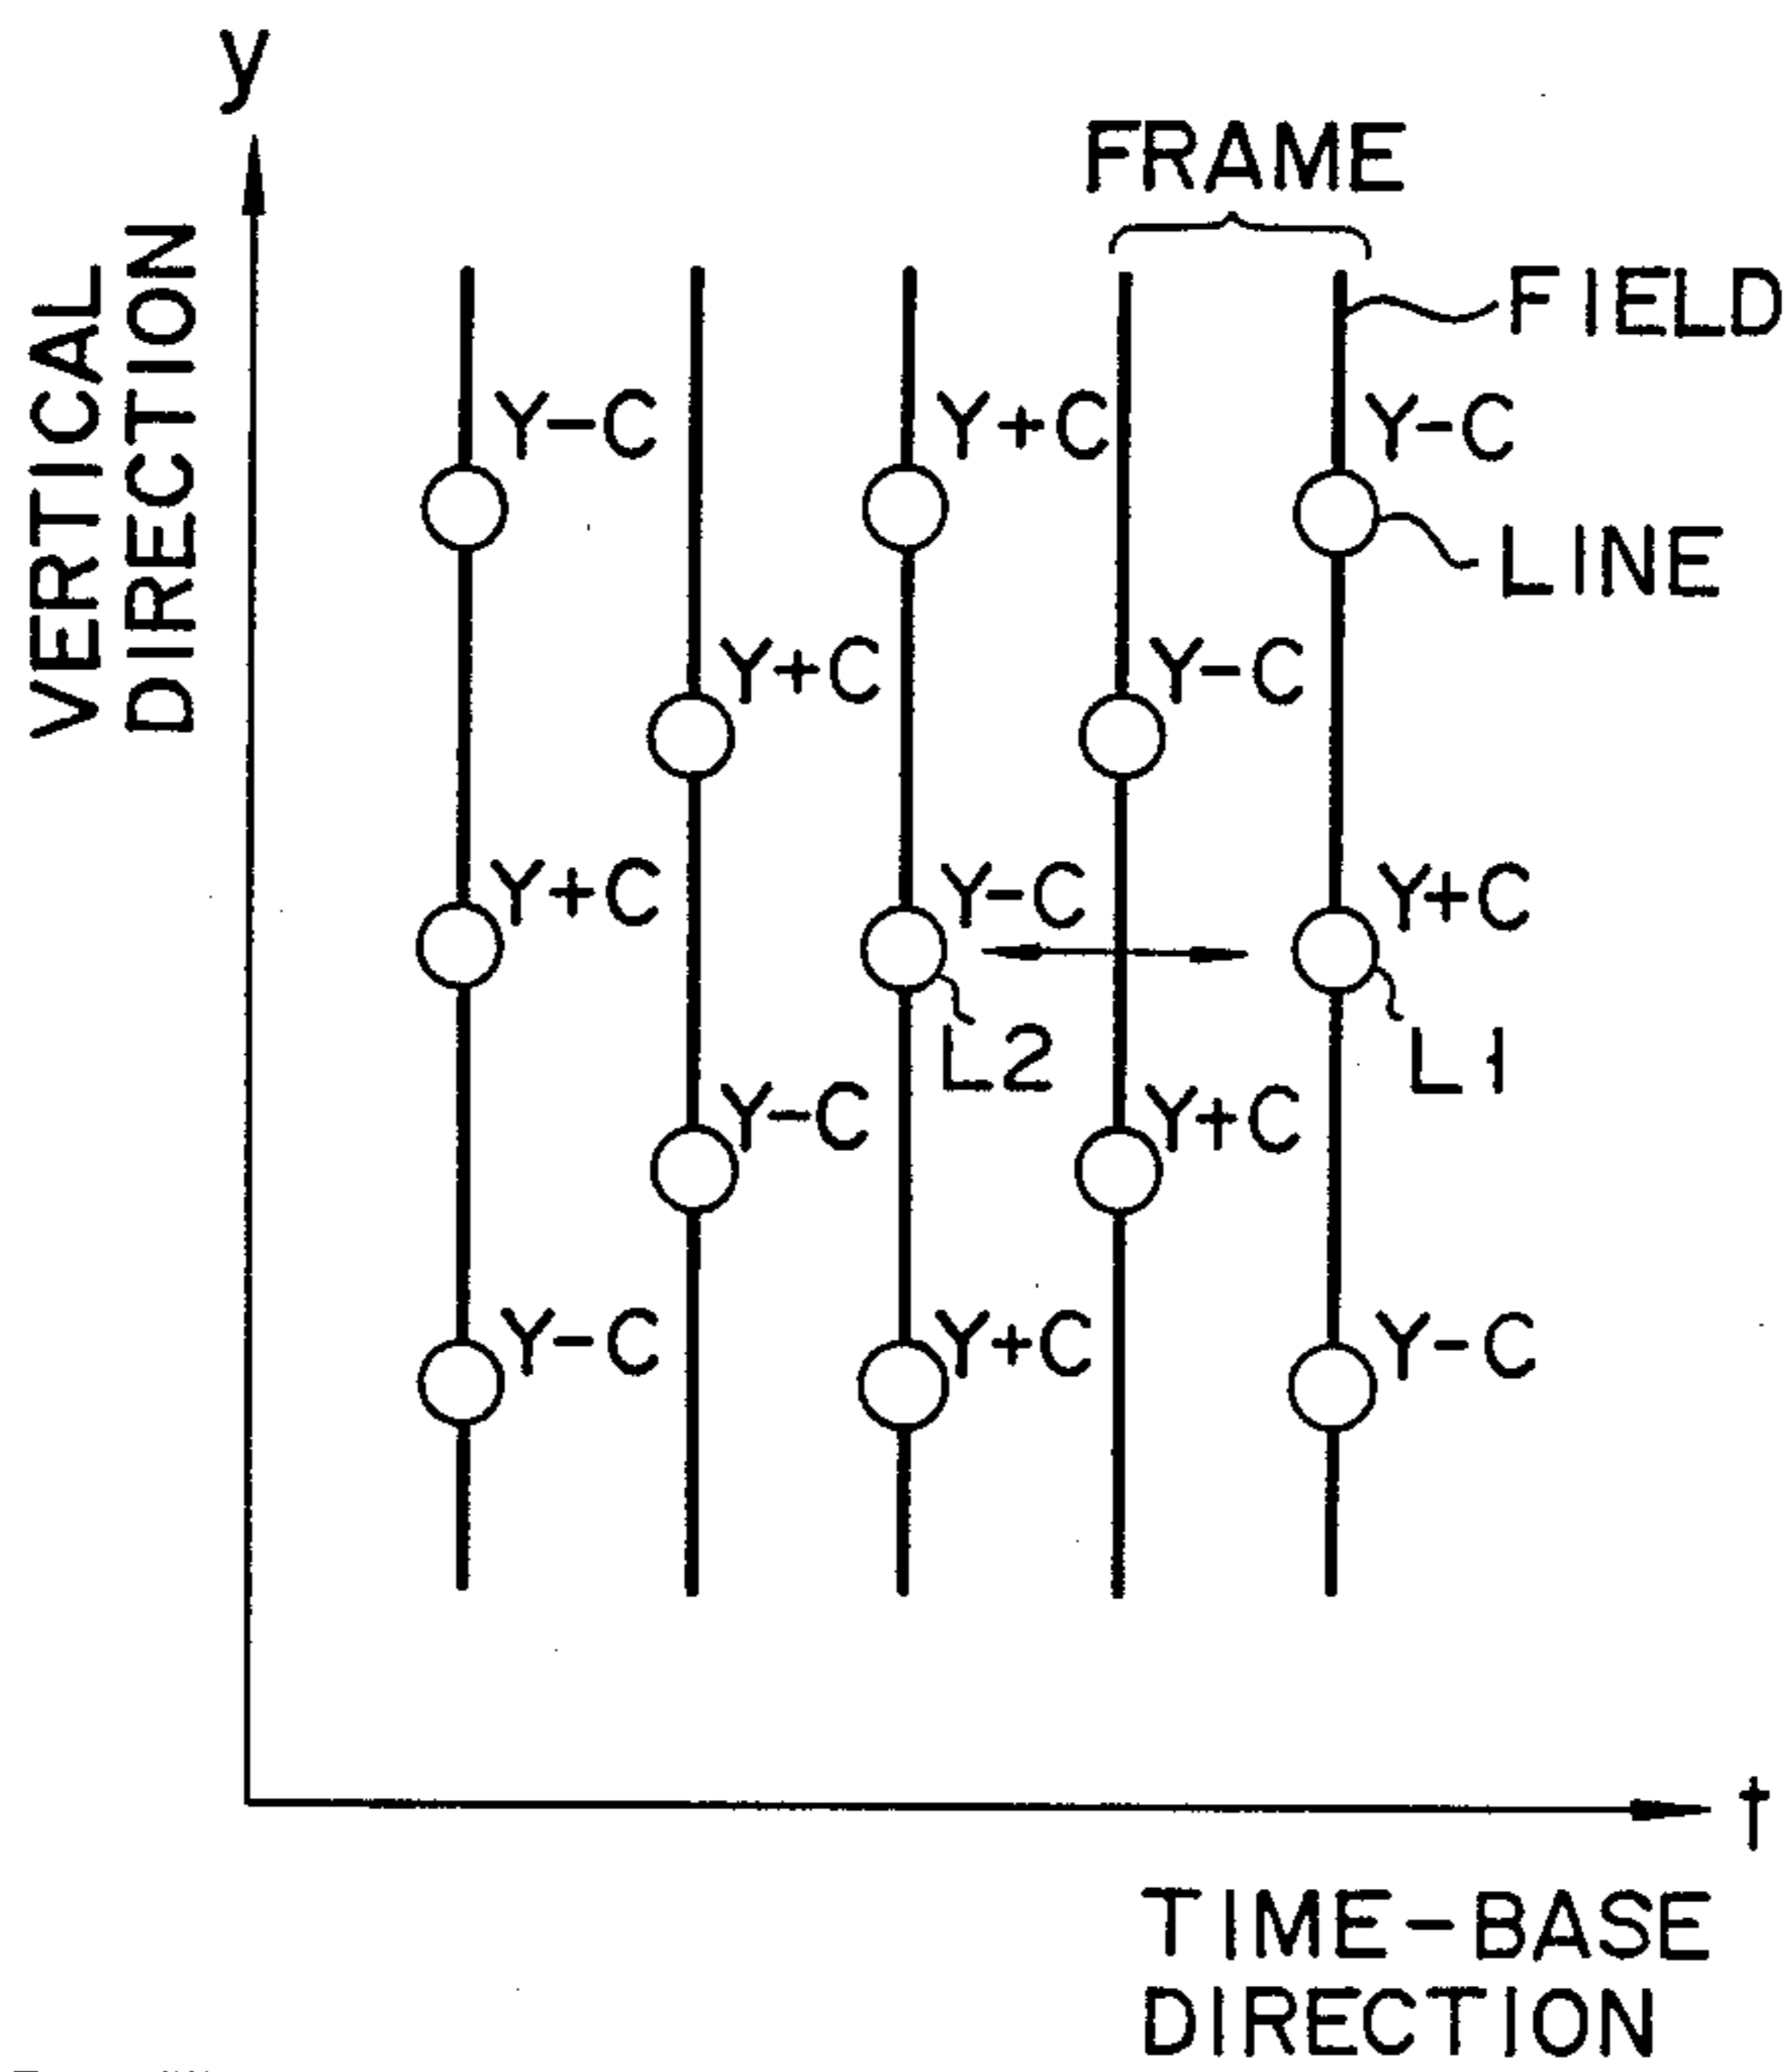 y
FRAME
VERTICAL
DIRECTION
FIELD
Y-C
Y+C
Y-C
LINE
Y+C
Y-C
Y+C
Y-C
Y+C
L2
L1
Y-C
Y+C
Y-C
Y+C
Y-C
t
TIME-BASE
DIRECTION